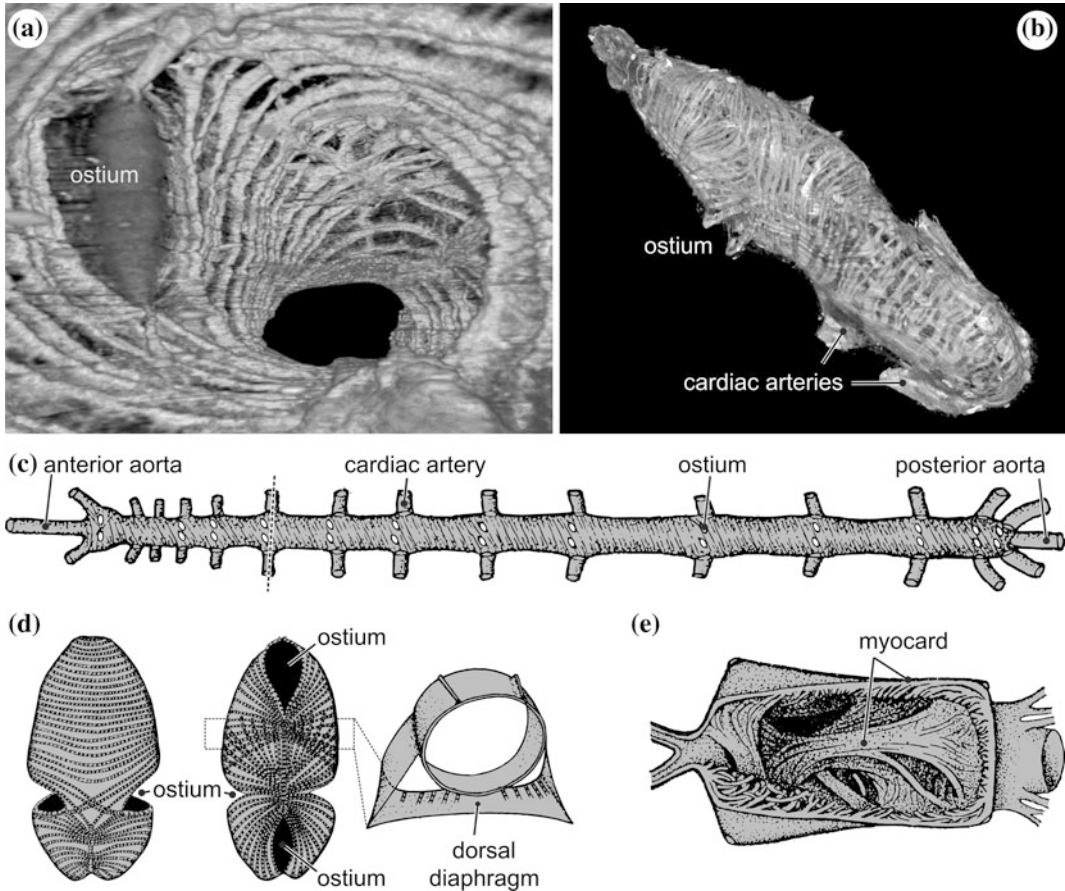 (a)
ostium
(b)
ostium
cardiac arteries
(c)
anterior aorta
cardiac artery
ostium
posterior aorta
(d)
ostium
ostium
ostium
dorsal
diaphragm
(e)
myocard